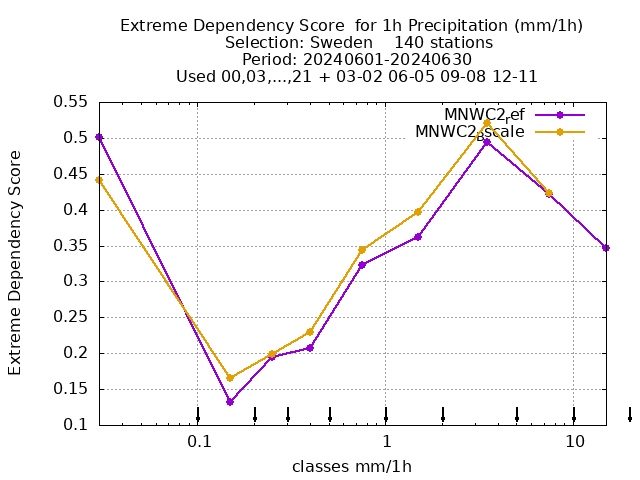 Extreme Dependency Score  for 1h Precipitation (mm/1h)
Selection: Sweden    140 stations
Period: 20240601-20240630
Used 00,03,...,21 + 03-02 06-05 09-08 12-11
MNWC2ref
MNWC2Bscale
0.55
0.5
0.45
0.4
0.35
0.3
0.25
0.2
0.15
0.1
Extreme Dependency Score
0.1
1
10
classes mm/1h